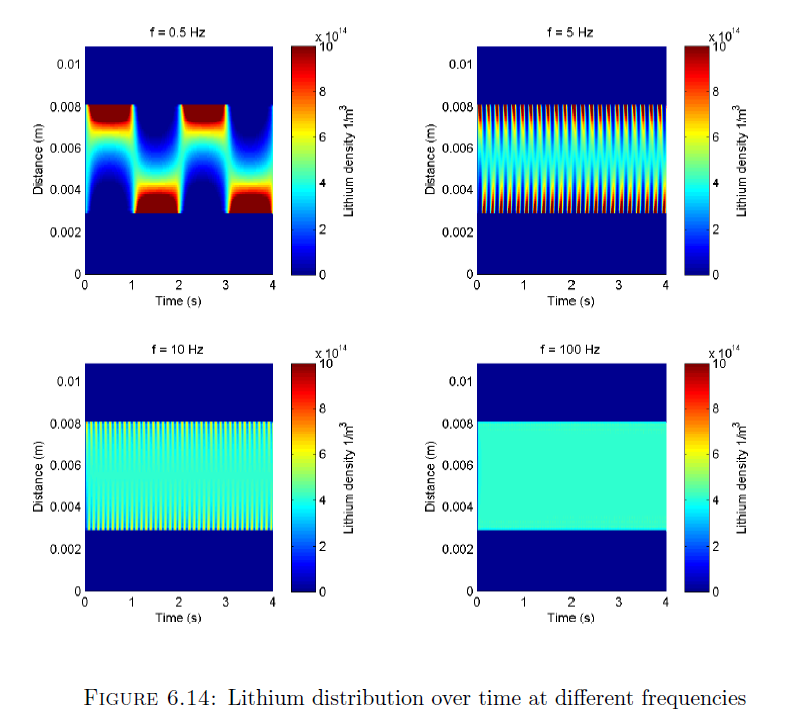 f = 0.5 Hz
x 10^14
Distance (m)
0.01
0.008
0.006
0.004
0.002
0
0 1 2 3 4
Time (s)
10
8
6
4
2
0
Lithium density 1/m^3
f = 5 Hz
x 10^14
Distance (m)
0.01
0.008
0.006
0.004
0.002
0
0 1 2 3 4
Time (s)
10
8
6
4
2
0
Lithium density 1/m^3
f = 10 Hz
x 10^14
Distance (m)
0.01
0.008
0.006
0.004
0.002
0
0 1 2 3 4
Time (s)
10
8
6
4
2
0
Lithium density 1/m^3
f = 100 Hz
x 10^14
Distance (m)
0.01
0.008
0.006
0.004
0.002
0
0 1 2 3 4
Time (s)
10
8
6
4
2
0
Lithium density 1/m^3
FIGURE 6.14: Lithium distribution over time at different frequencies